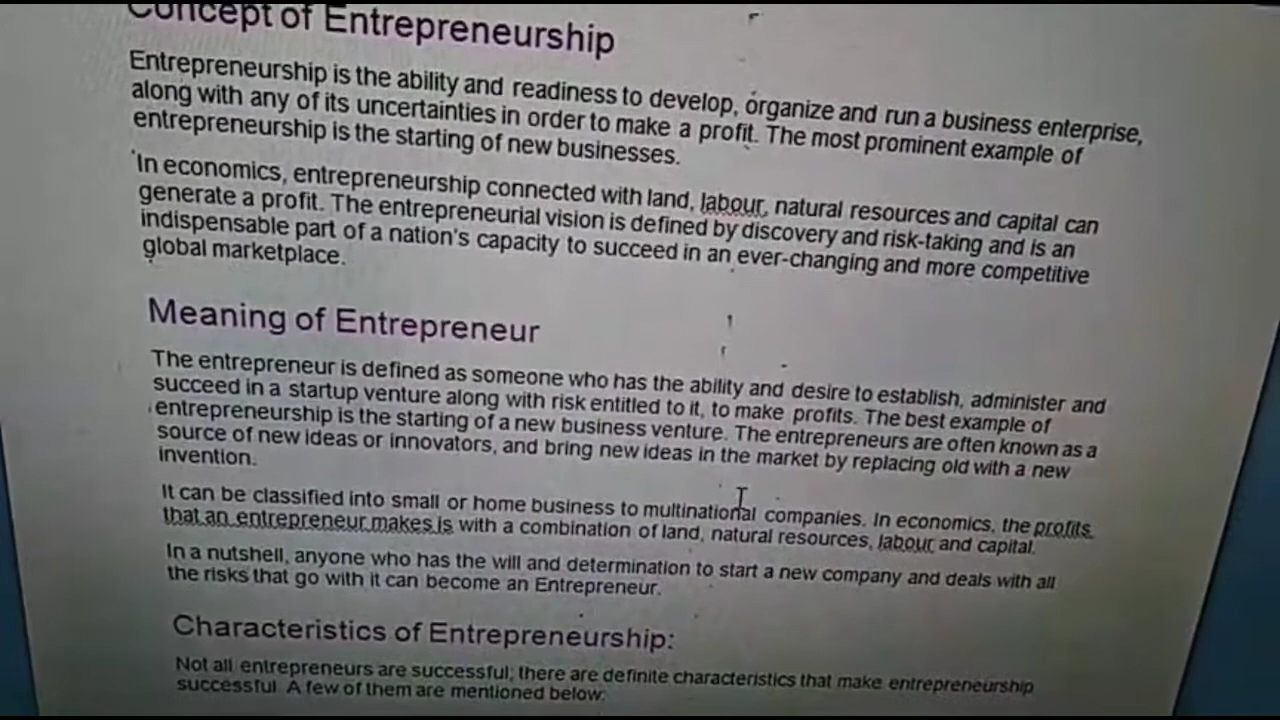 Concept of Entrepreneurship
Entrepreneurship is the ability and readiness to develop, organize and run a business enterprise,
along with any of its uncertainties in order to make a profit. The most prominent example of
entrepreneurship is the starting of new businesses.
In economics, entrepreneurship connected with land, labour, natural resources and capital can
generate a profit. The entrepreneurial vision is defined by discovery and risk-taking and is an
indispensable part of a nation's capacity to succeed in an ever-changing and more competitive
global marketplace.
Meaning of Entrepreneur
The entrepreneur is defined as someone who has the ability and desire to establish, administer and
succeed in a startup venture along with risk entitled to it, to make profits. The best example of
entrepreneurship is the starting of a new business venture. The entrepreneurs are often known as a
source of new ideas or innovators, and bring new ideas in the market by replacing old with a new
invention.
It can be classified into small or home business to multinational companies. In economics, the profits
that an entrepreneur makes is with a combination of land, natural resources, labour and capital.
In a nutshell, anyone who has the will and determination to start a new company and deals with all
the risks that go with it can become an Entrepreneur.
Characteristics of Entrepreneurship:
Not all entrepreneurs are successful; there are definite characteristics that make entrepreneurship
successful. A few of them are mentioned below: